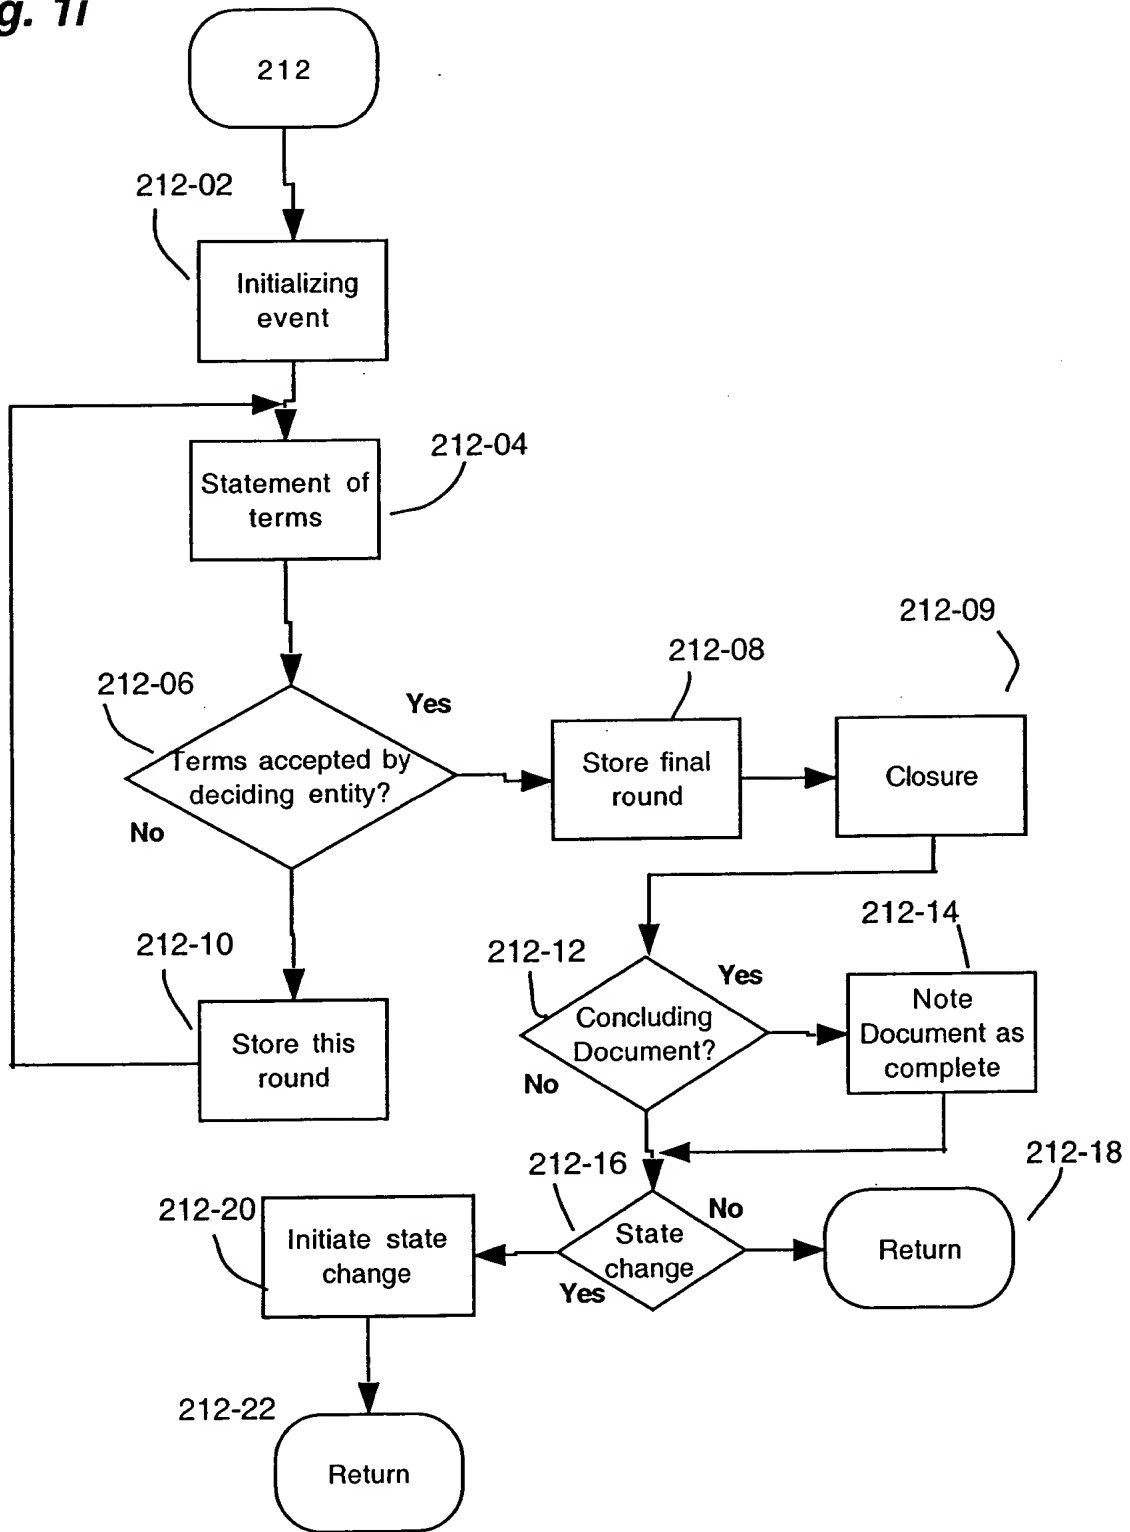 g. 1i
212
212-02
Initializing
event
212-04
Statement of
terms
212-09
212-08
212-06
Yes
Terms accepted by
deciding entity?
Store final
round
Closure
No
212-14
212-10
212-12
Yes
Note
Document as
complete
Concluding
Document?
Store this
round
No
212-18
212-16
212-20
No
Initiate state
change
State
change
Return
Yes
212-22
Return